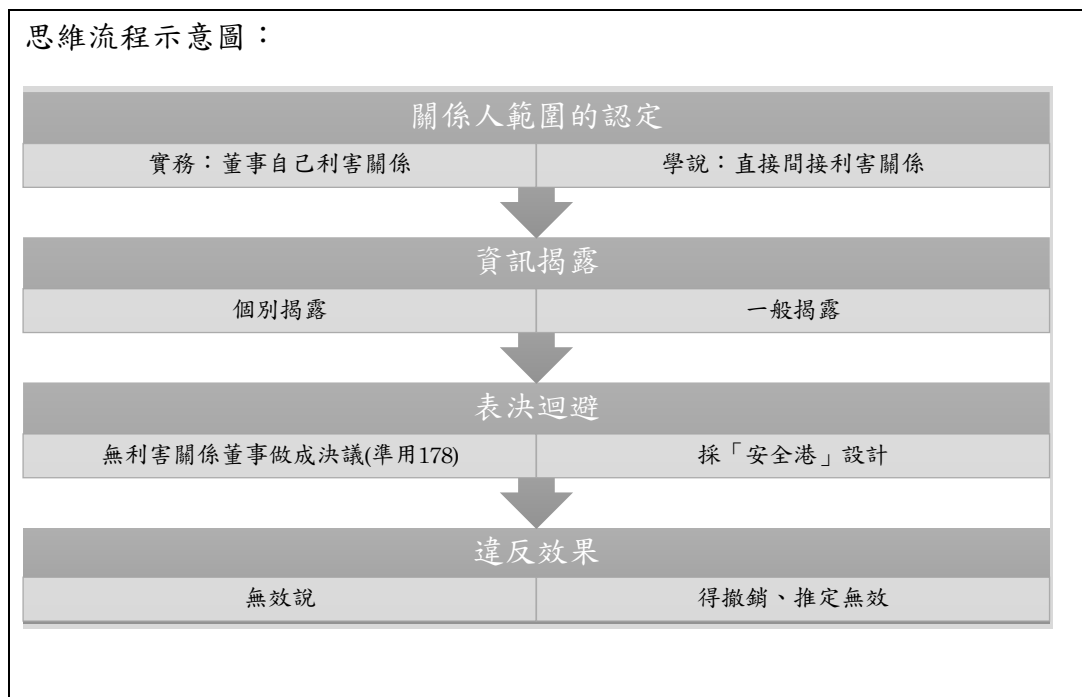 思維流程示意圖：
關係人範圍的認定
實務：董事自己利害關係
學說：直接間接利害關係
資訊揭露
個別揭露
一般揭露
表決迴避
無利害關係董事做成決議(準用178)
採「安全港」設計
違反效果
無效說
得撤銷、推定無效